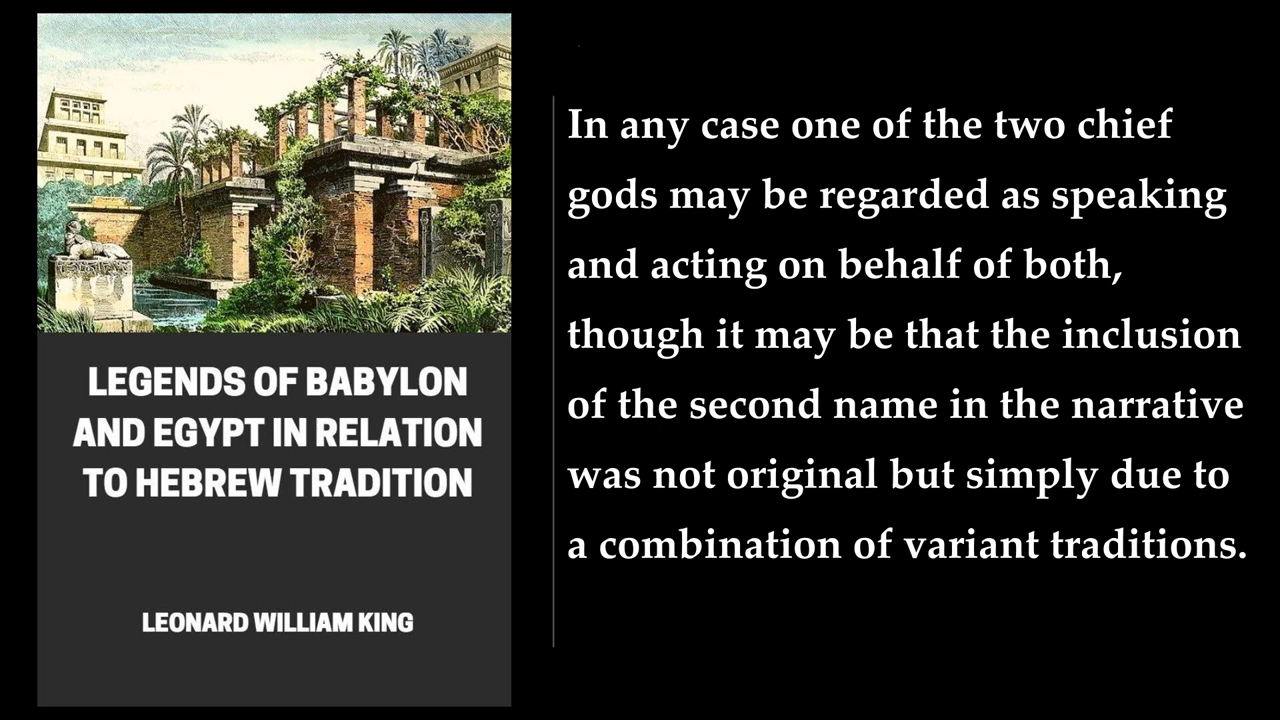 LEGENDS OF BABYLON
AND EGYPT IN RELATION
TO HEBREW TRADITION
LEONARD WILLIAM KING
In any case one of the two chief
gods may be regarded as speaking
and acting on behalf of both,
though it may be that the inclusion
of the second name in the narrative
was not original but simply due to
a combination of variant traditions.